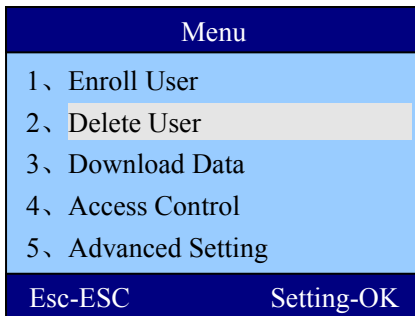 Menu
1、Enroll User
2、Delete User
3、Download Data
4、Access Control
5、Advanced Setting
Esc-ESC Setting-OK